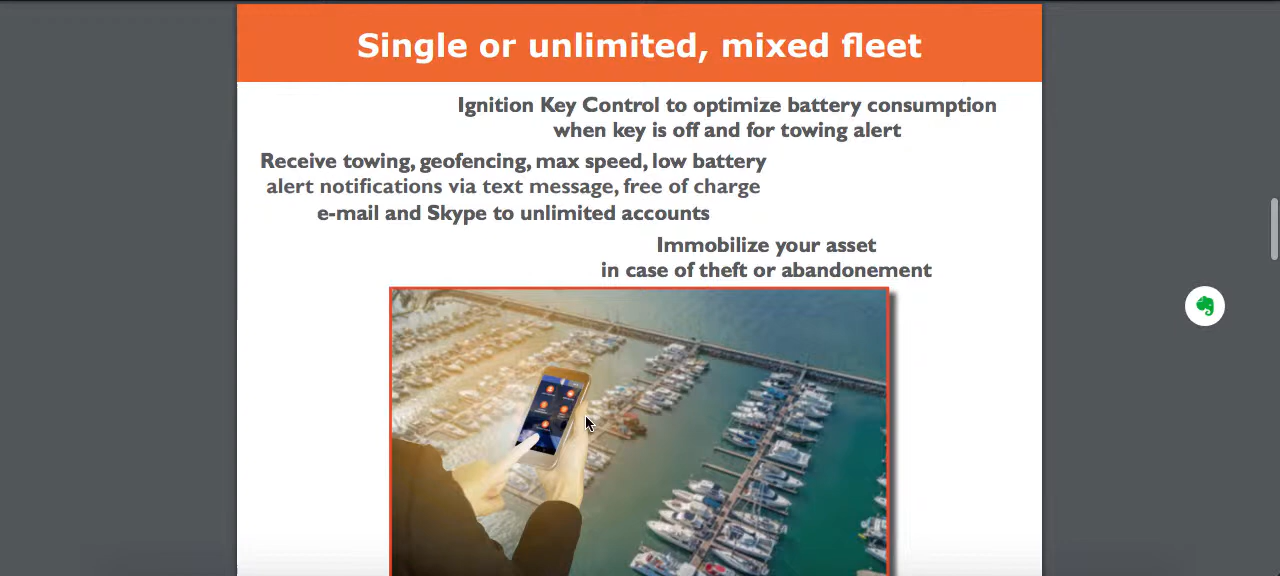 Single or unlimited, mixed fleet
Ignition Key Control to optimize battery consumption
when key is off and for towing alert
Receive towing, geofencing, max speed, low battery
alert notifications via text message, free of charge
e-mail and Skype to unlimited accounts
Immobilize your asset
in case of theft or abandonement